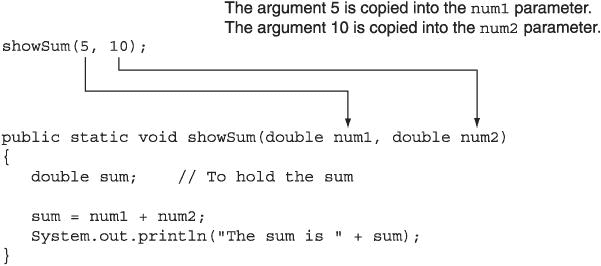 The argument 5 is copied into the num1 parameter.
The argument 10 is copied into the num2 parameter.
showSum(5, 10);
public static void showSum(double num1, double num2)
{
double sum; // To hold the sum
sum = num1 + num2;
System.out.println("The sum is " + sum);
}